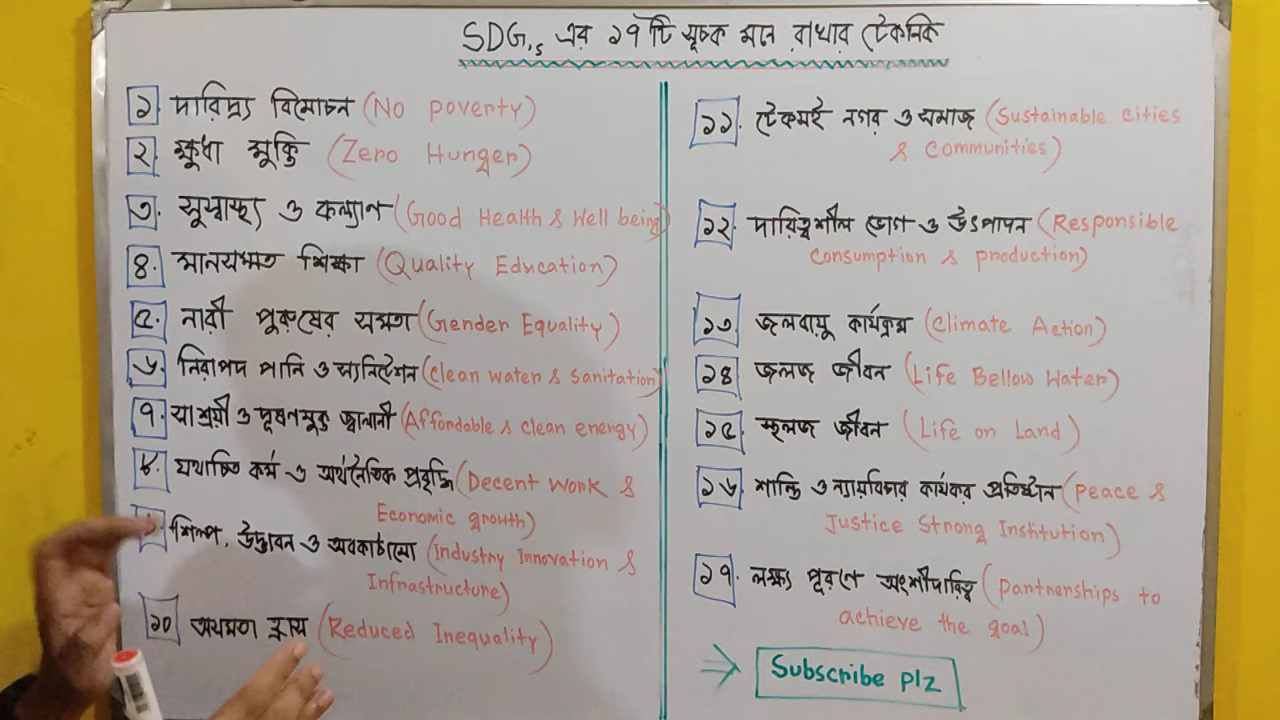 SDG,s এর ১৭ টি সূচক মনে রাখার টেকনিক
১. দারিদ্র্য বিমোচন (No poverty)
২. ক্ষুধা মুক্তি (Zero Hunger)
৩. সুস্বাস্থ্য ও কল্যাণ (Good Health & Well being)
৪. মানসম্মত শিক্ষা (Quality Education)
৫. নারী পুরুষের সমতা (Gender Equality)
৬. নিরাপদ পানি ও স্যানিটেশন (Clean water & Sanitation)
৭. সাশ্রয়ী ও দূষণমুক্ত জ্বালানী (Affordable & clean energy)
৮. যথোচিত কর্ম ও অর্থনৈতিক প্রবৃদ্ধি (Decent Work &
Economic growth)
শিল্প, উদ্ভাবন ও অবকাঠামো (Industry Innovation &
Infrastructure)
১০ অসমতা হ্রাস (Reduced Inequality)
১১. টেকসই নগর ও সমাজ (Sustainable cities
& communities)
১২. দায়িত্বশীল ভোগ ও উৎপাদন (Responsible
consumption & production)
১৩. জলবায়ু কার্যক্রম (Climate Action)
১৪. জলজ জীবন (Life Bellow Water)
১৫. স্থলজ জীবন (Life on Land)
১৬. শান্তি ও ন্যায়বিচার কার্যকর প্রতিষ্ঠান (peace &
Justice Strong Institution)
১৭. লক্ষ্য পূরণে অংশীদারিত্ব (partnerships to
achieve the goal)
Subscribe plz